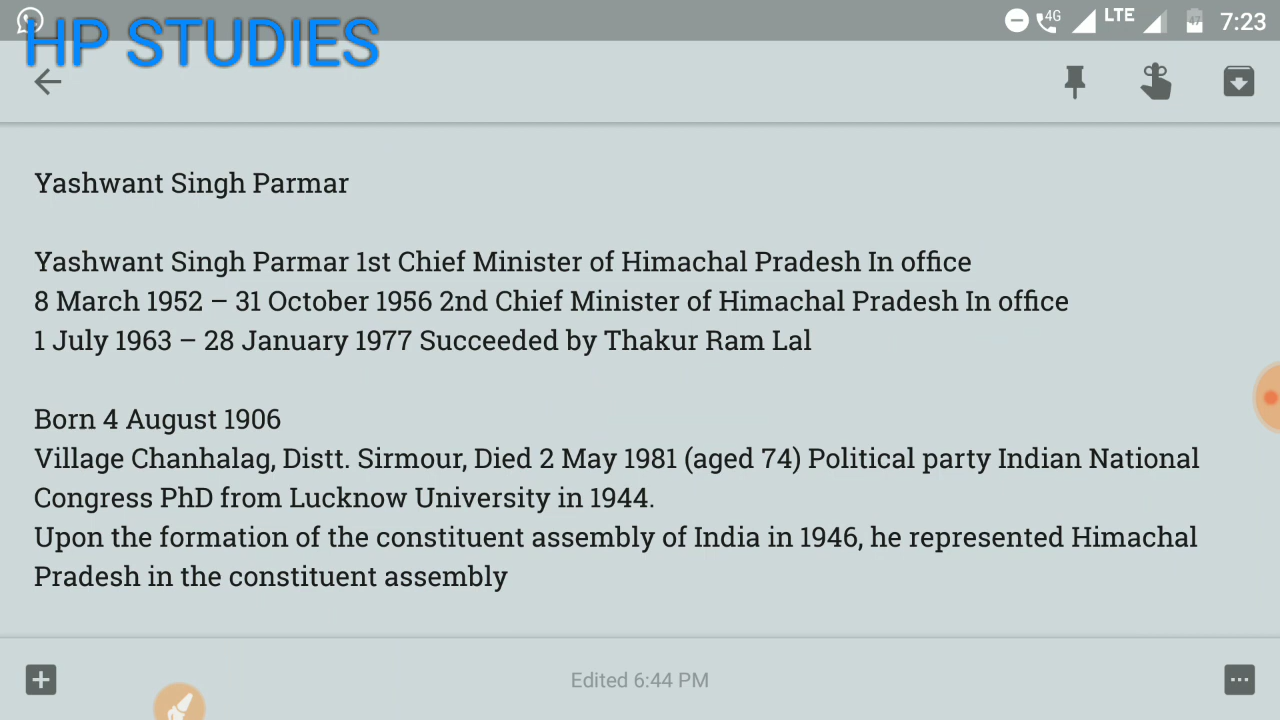 HP STUDIES
4G LTE 47 7:23
Yashwant Singh Parmar
Yashwant Singh Parmar 1st Chief Minister of Himachal Pradesh In office
8 March 1952 – 31 October 1956 2nd Chief Minister of Himachal Pradesh In office
1 July 1963 – 28 January 1977 Succeeded by Thakur Ram Lal
Born 4 August 1906
Village Chanhalag, Distt. Sirmour, Died 2 May 1981 (aged 74) Political party Indian National
Congress PhD from Lucknow University in 1944.
Upon the formation of the constituent assembly of India in 1946, he represented Himachal
Pradesh in the constituent assembly
Edited 6:44 PM